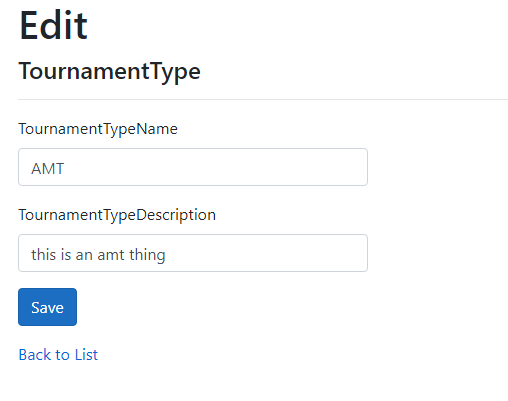 Edit
TournamentType
TournamentTypeName
AMT
TournamentTypeDescription
this is an amt thing
Save
Back to List